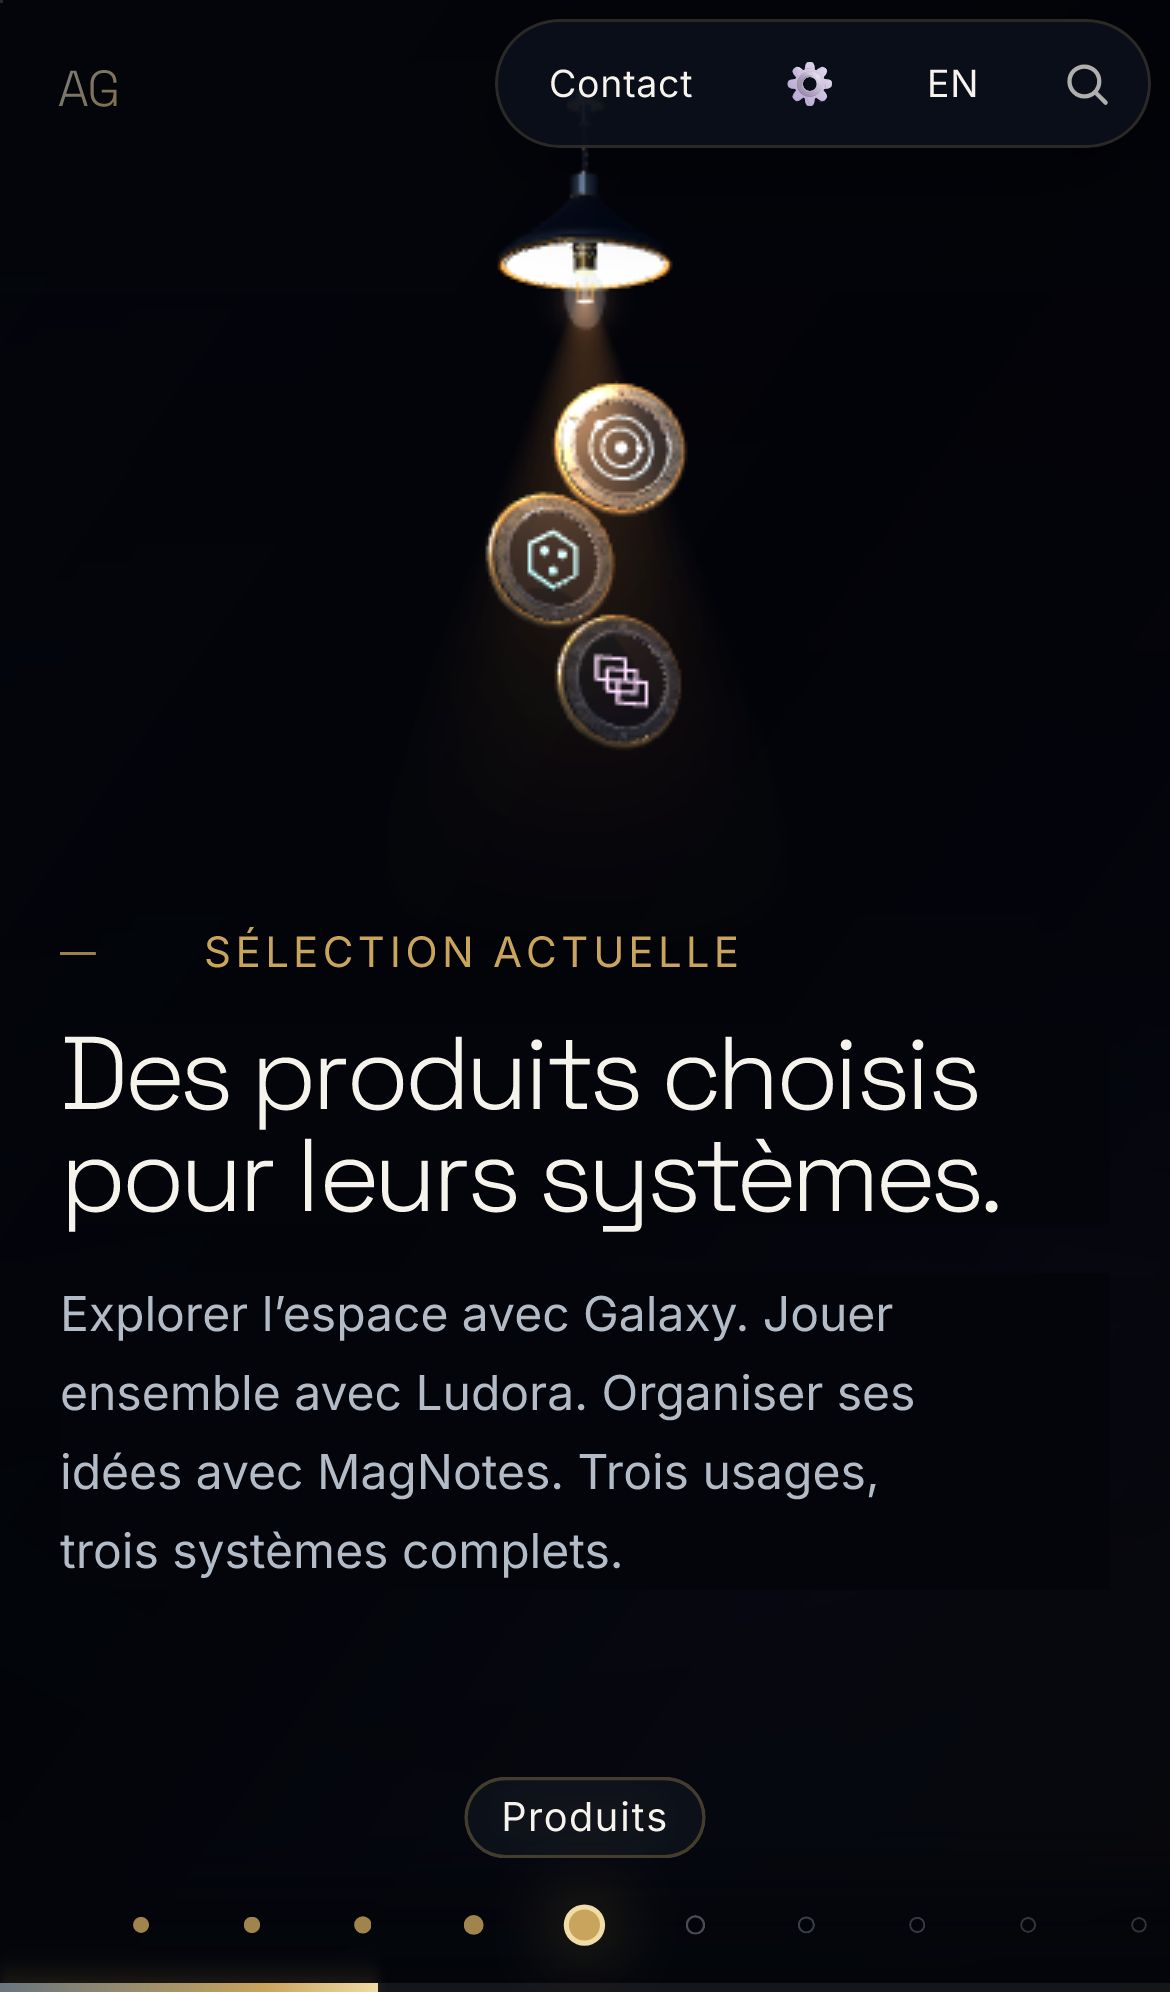 AG
Contact
EN
— SÉLECTION ACTUELLE
Des produits choisis
pour leurs systèmes.
Explorer l’espace avec Galaxy. Jouer
ensemble avec Ludora. Organiser ses
idées avec MagNotes. Trois usages,
trois systèmes complets.
Produits